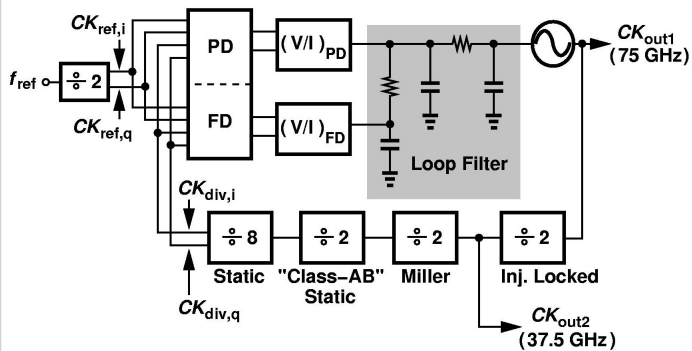 CKref,i
fref
÷ 2
CKref,q
PD
FD
(V/I)PD
(V/I)FD
Loop Filter
CKout1
(75 GHz)
CKdiv,i
÷ 8
÷ 2
÷ 2
÷ 2
Static
"Class–AB"
Static
Miller
Inj. Locked
CKdiv,q
CKout2
(37.5 GHz)